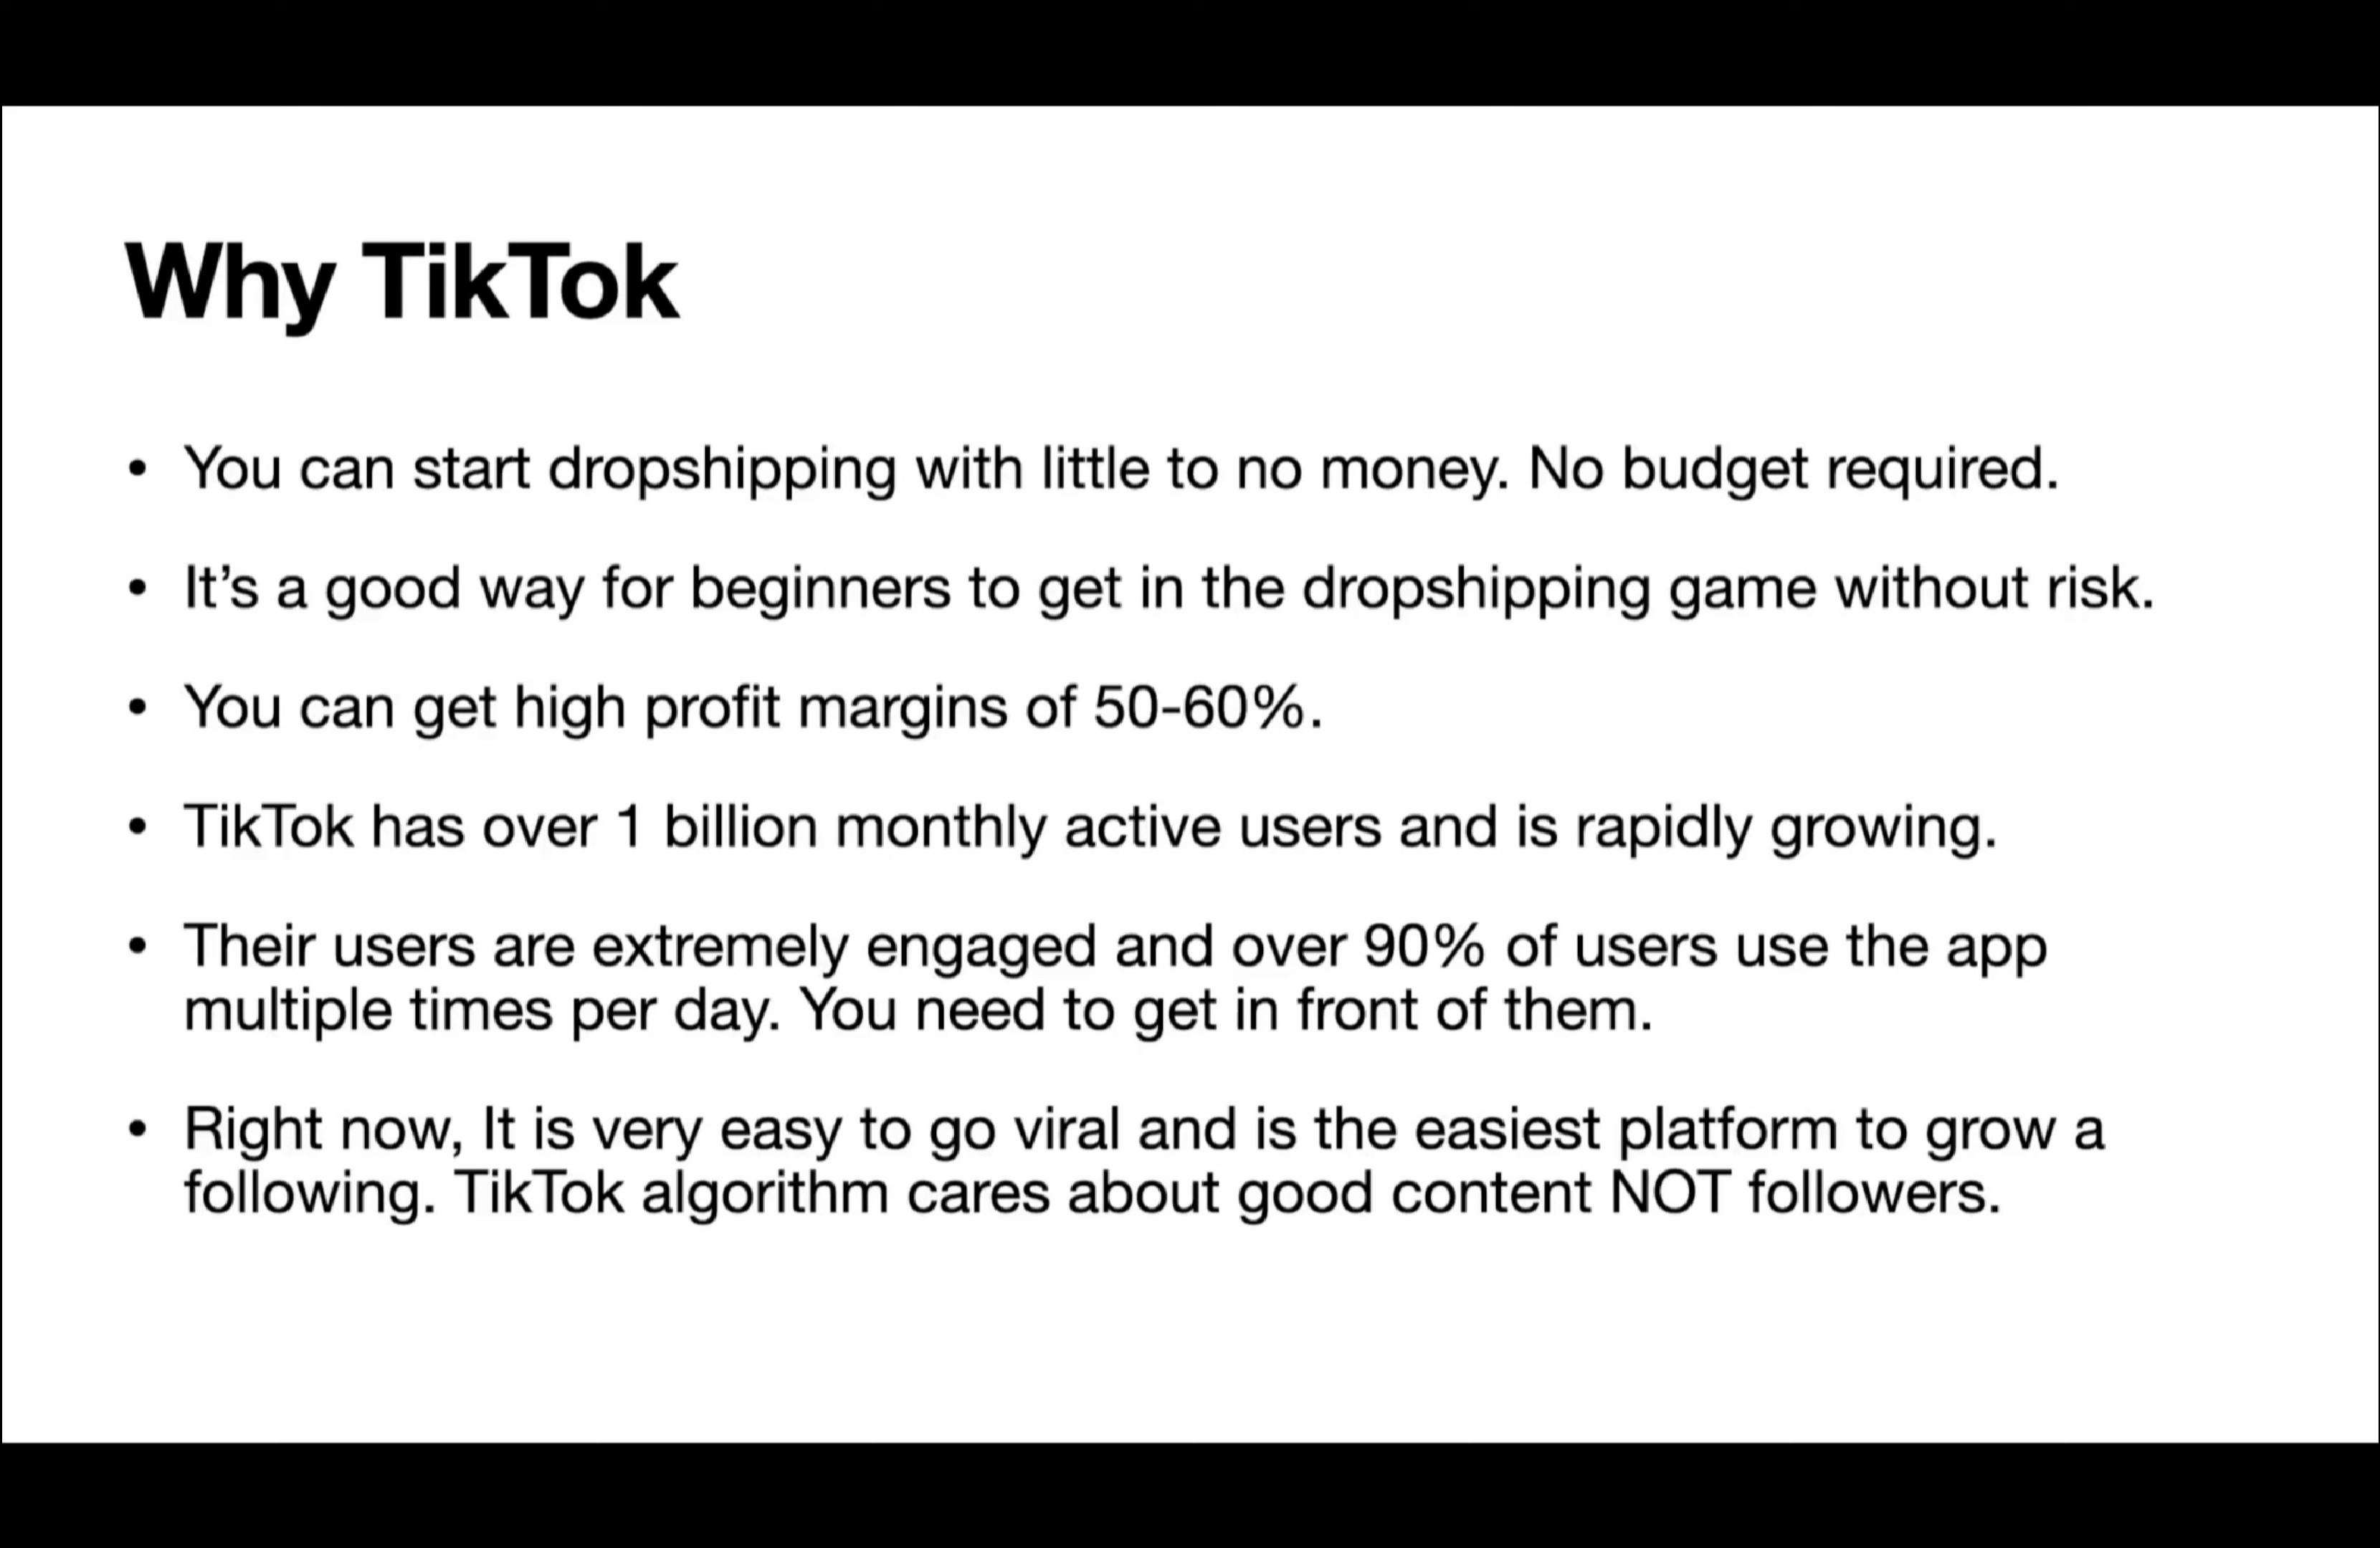 Why TikTok
• You can start dropshipping with little to no money. No budget required.
• It’s a good way for beginners to get in the dropshipping game without risk.
• You can get high profit margins of 50-60%.
• TikTok has over 1 billion monthly active users and is rapidly growing.
• Their users are extremely engaged and over 90% of users use the app
multiple times per day. You need to get in front of them.
• Right now, It is very easy to go viral and is the easiest platform to grow a
following. TikTok algorithm cares about good content NOT followers.